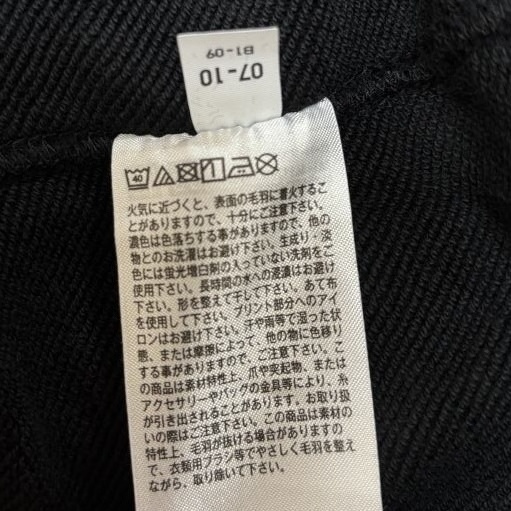 B1-09
07-10
40
火気に近づくと、表面の毛羽に着火するこ
とがありますので、十分にご注意下さい。
濃色は色落ちする事がありますので、他の
物とのお洗濯はお避け下さい。生成り・淡
色には蛍光増白剤の入っていない洗剤をご
使用下さい。長時間の水への浸漬はお避け
下さい。形を整えて干して下さい。あて布
を使用して下さい。プリント部分へのアイ
ロンはお避け下さい。汗や雨等で湿った状
態、または摩擦によって、他の物に色移り
する事がありますので、ご注意下さい。こ
の商品は素材特性上、爪や突起物、または
アクセサリーやバッグの金具等により、糸
が引き出されることがあります。お取り扱
いの際はご注意下さい。この商品は素材の
特性上、毛羽が抜ける場合がありますの
で、衣類用ブラシ等でやさしく毛羽を整え
ながら、取り除いて下さい。